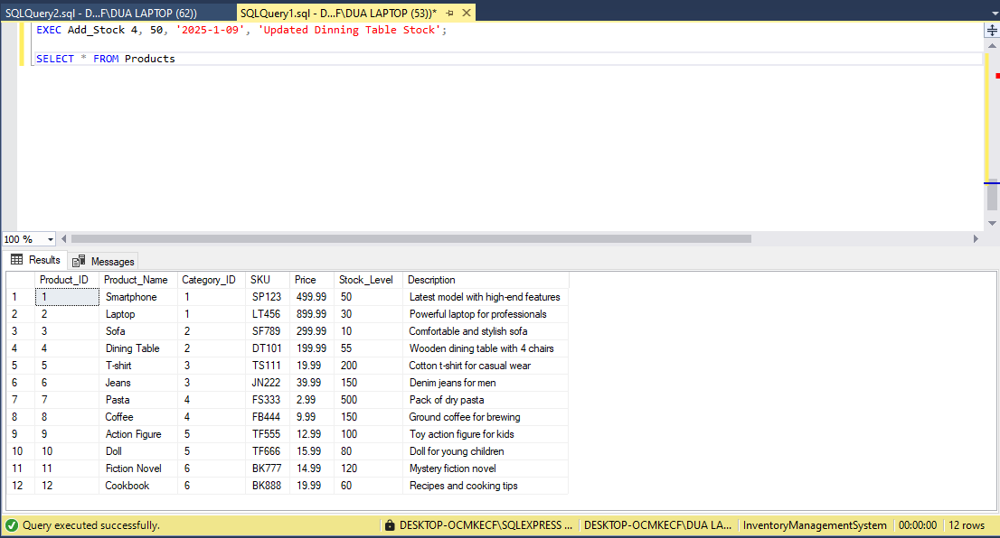 SQLQuery2.sql - D...F\DUA LAPTOP (62)) SQLQuery1.sql - D...F\DUA LAPTOP (53))*
EXEC Add_Stock 4, 50, '2025-1-09', 'Updated Dinning Table Stock';
SELECT * FROM Products
100 %
Results Messages
Product_ID Product_Name Category_ID SKU Price Stock_Level Description
1 1 Smartphone 1 SP123 499.99 50 Latest model with high-end features
2 2 Laptop 1 LT456 899.99 30 Powerful laptop for professionals
3 3 Sofa 2 SF789 299.99 10 Comfortable and stylish sofa
4 4 Dining Table 2 DT101 199.99 55 Wooden dining table with 4 chairs
5 5 T-shirt 3 TS111 19.99 200 Cotton t-shirt for casual wear
6 6 Jeans 3 JN222 39.99 150 Denim jeans for men
7 7 Pasta 4 FS333 2.99 500 Pack of dry pasta
8 8 Coffee 4 FB444 9.99 150 Ground coffee for brewing
9 9 Action Figure 5 TF555 12.99 100 Toy action figure for kids
10 10 Doll 5 TF666 15.99 80 Doll for young children
11 11 Fiction Novel 6 BK777 14.99 120 Mystery fiction novel
12 12 Cookbook 6 BK888 19.99 60 Recipes and cooking tips
Query executed successfully. DESKTOP-OCMKECF\SQLEXPRESS ... DESKTOP-OCMKECF\DUA LA... InventoryManagementSystem 00:00:00 12 rows